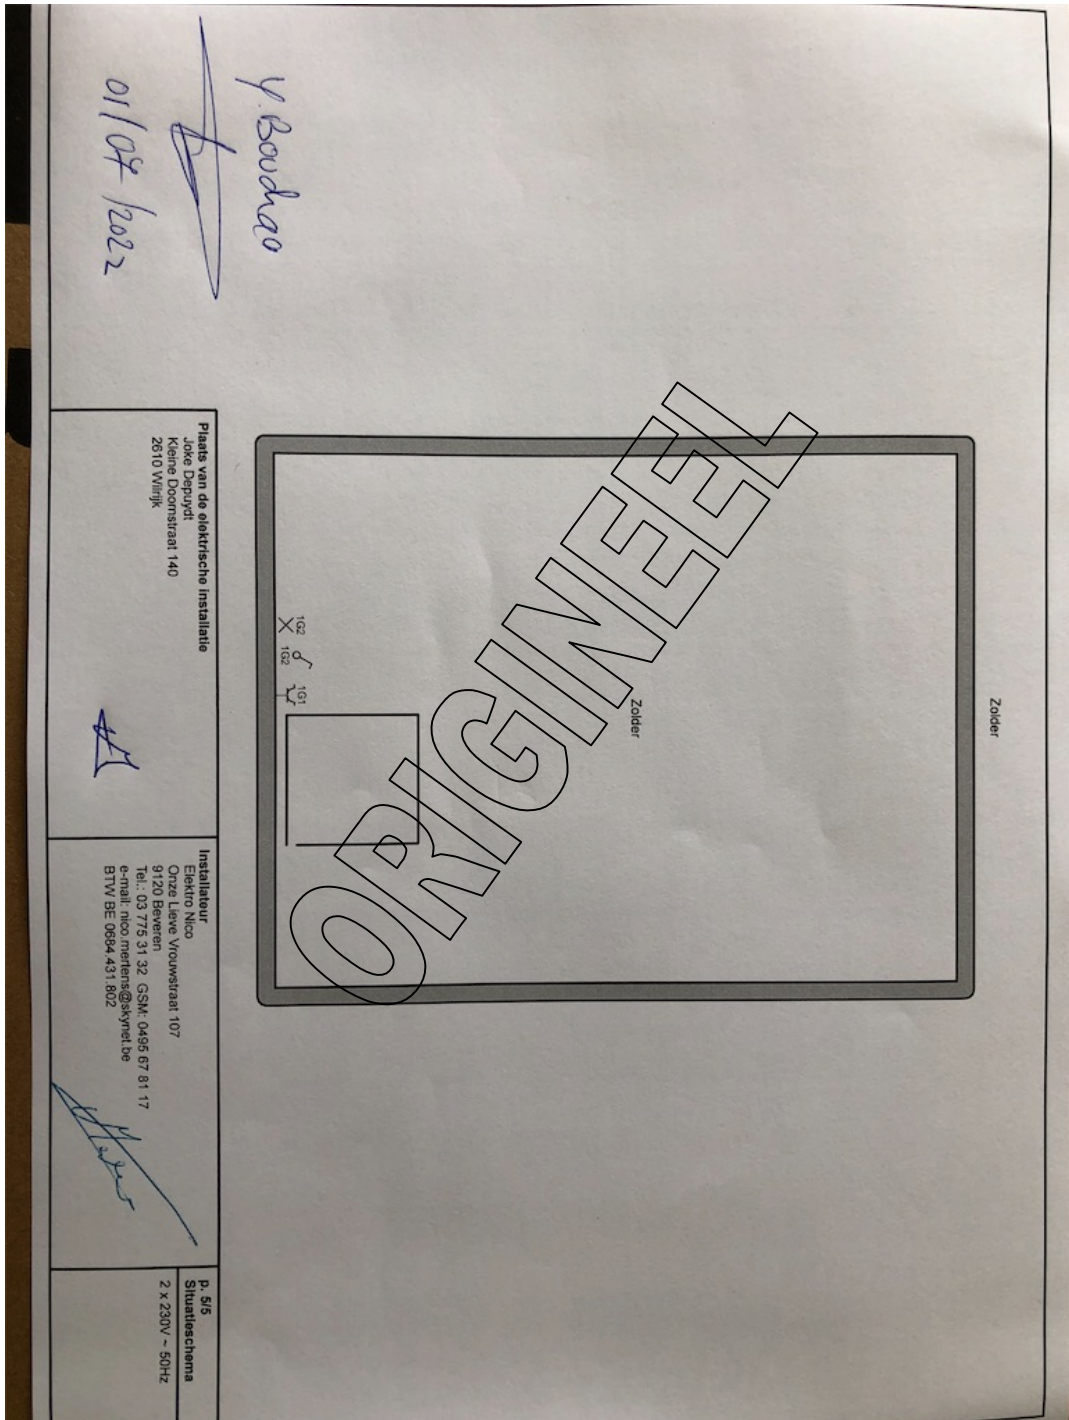 Zolder
Zolder
ORIGINEEL
1G2
1G2
1G1
Y. Boudhao
01/07/2022
Plaats van de elektrische installatie
Joke Depuydt
Kleine Doornstraat 140
2610 Wilrijk
Installateur
Elektro Nico
Onze Lieve Vrouwstraat 107
9120 Beveren
Tel.: 03 775 31 32 GSM: 0495 67 81 17
e-mail: nico.mertens@skynet.be
BTW BE 0684.431.802
p. 5/5
Situatieschema
2 x 230V ~ 50Hz